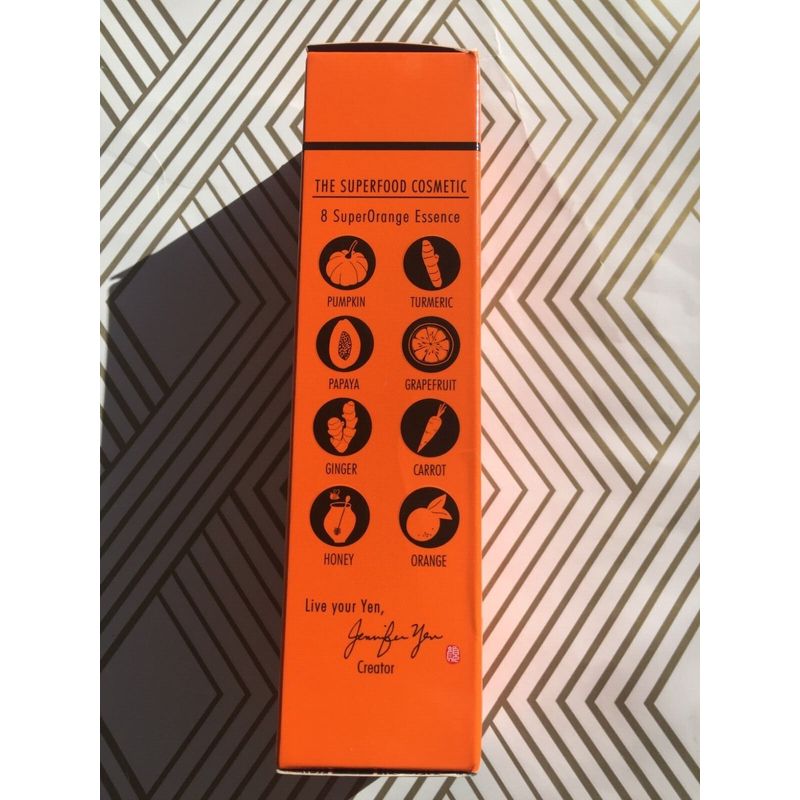 THE SUPERFOOD COSMETIC
8 SuperOrange Essence
PUMPKIN TURMERIC
PAPAYA GRAPEFRUIT
GINGER CARROT
HONEY ORANGE
Live your Yen,
Jennifer Yen
Creator